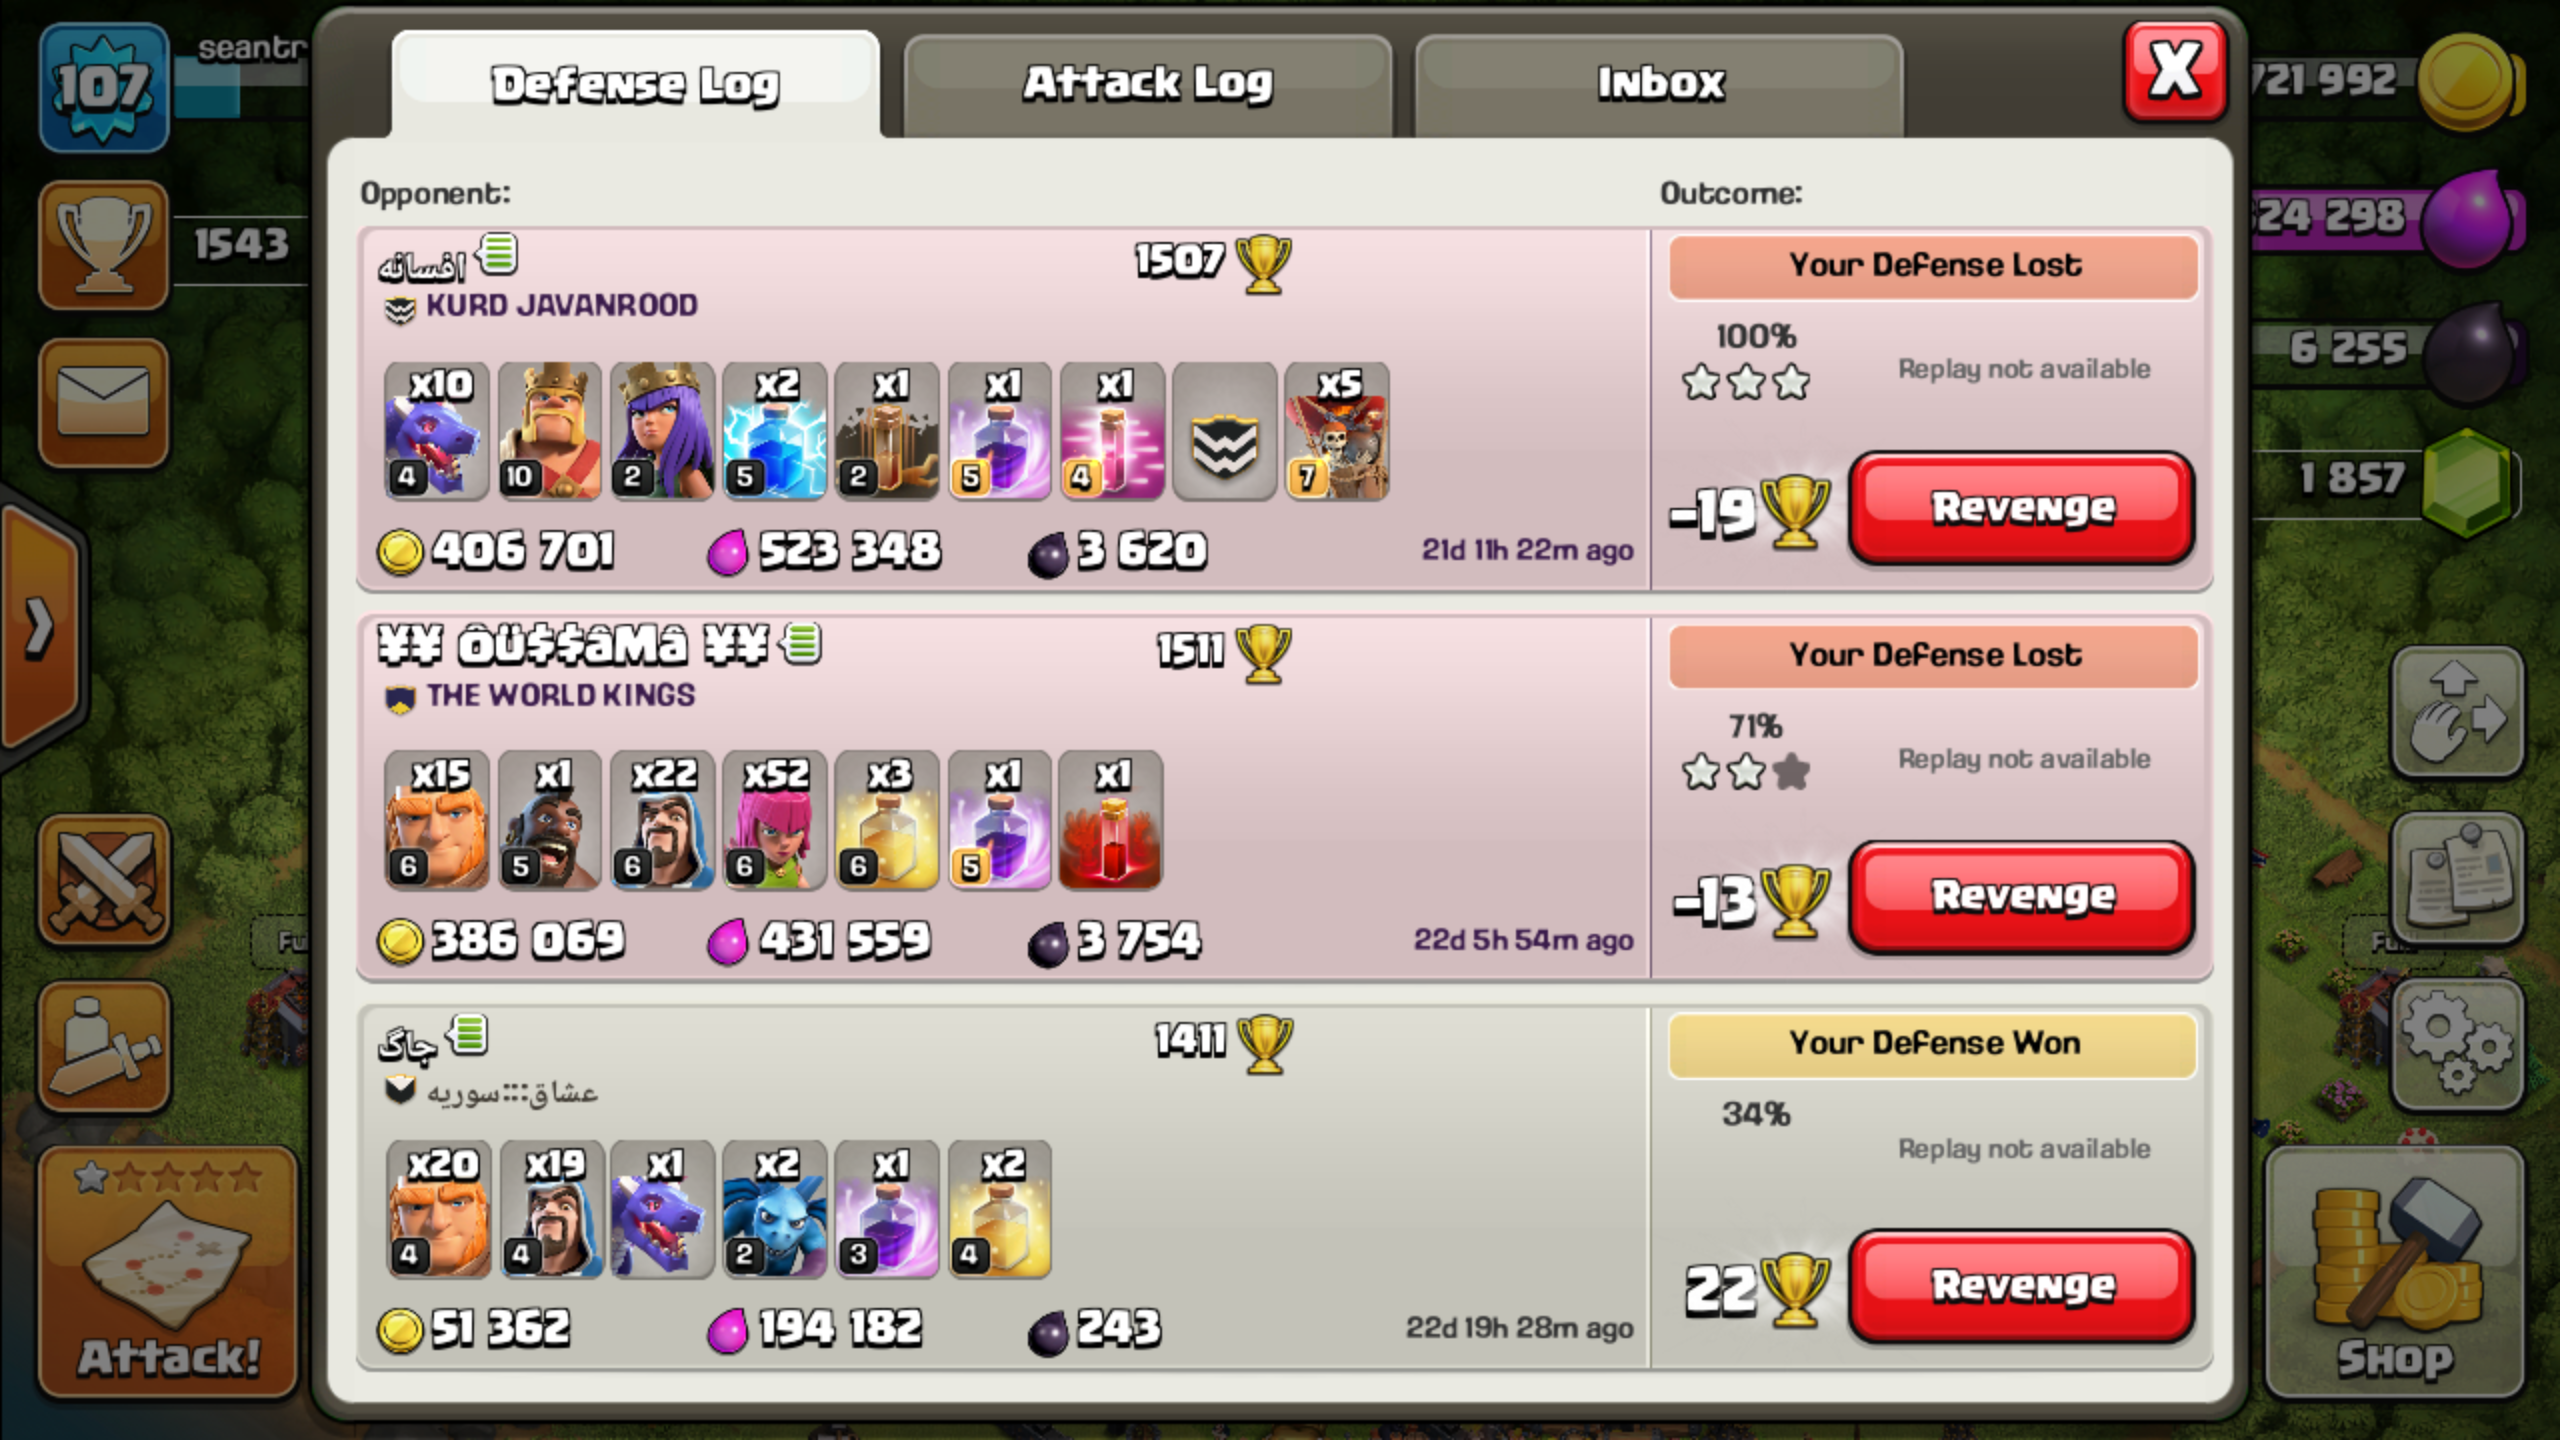 107
seantr
Defense Log
Attack Log
Inbox
X
721 992
1543
24 298
6 255
1 857
Opponent:
Outcome:
افسانه
1507
Your Defense Lost
KURD JAVANROOD
100%
Replay not available
x10 x2 x1 x1 x1 x5
4 10 2 5 2 5 4 7
-19
Revenge
406 701
523 348
3 620
21d 11h 22m ago
¥¥ ôü$$âMâ ¥¥
1511
Your Defense Lost
THE WORLD KINGS
71%
Replay not available
x15 x1 x22 x52 x3 x1 x1
6 5 6 6 6 5
-13
Revenge
386 069
431 559
3 754
22d 5h 54m ago
جاگ
1411
Your Defense Won
عشاق:::سوريه
34%
Replay not available
x20 x19 x1 x2 x1 x2
4 4 2 3 4
22
Revenge
51 362
194 182
243
22d 19h 28m ago
Attack!
Shop